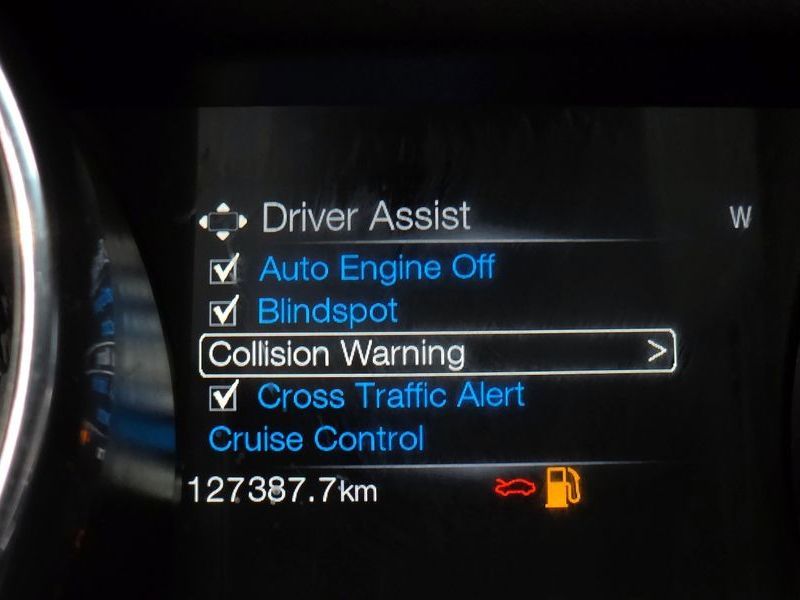 Driver Assist W
Auto Engine Off
Blindspot
Collision Warning >
Cross Traffic Alert
Cruise Control
127387.7km